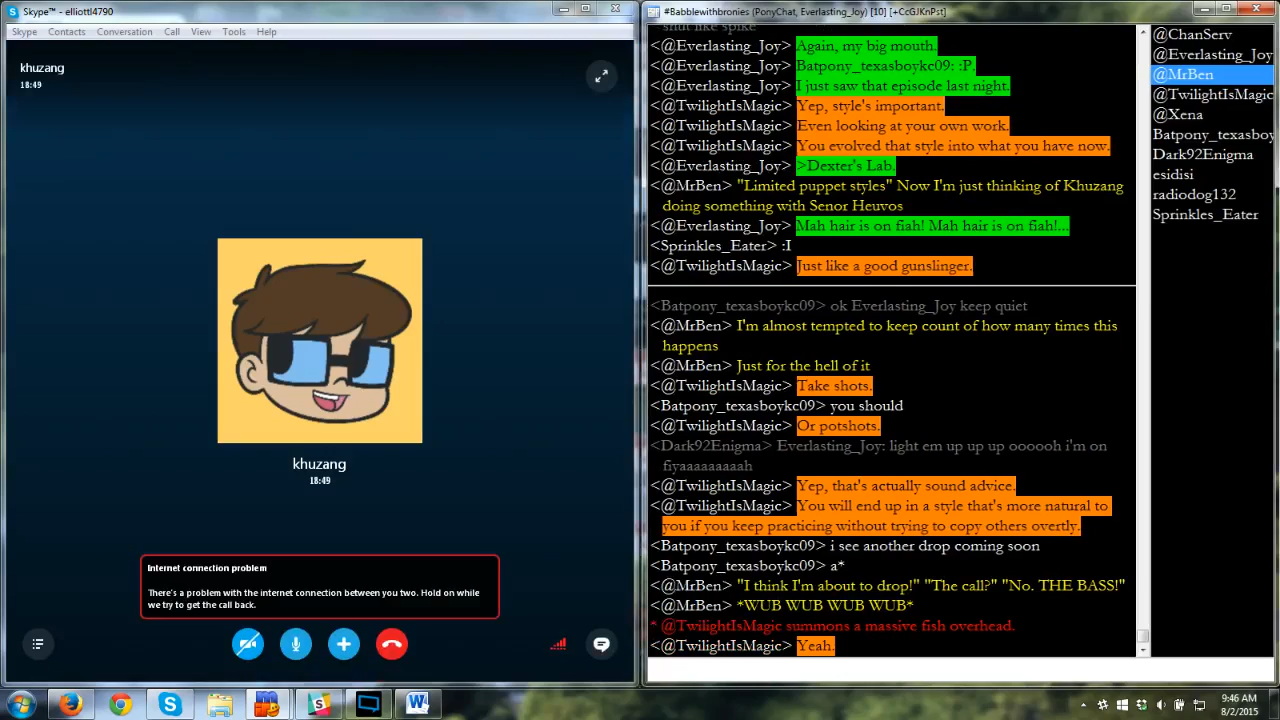 Skype™ - elliottl4790
Skype Contacts Conversation Call View Tools Help
khuzang
18:49
khuzang
18:49
Internet connection problem
There's a problem with the internet connection between you two. Hold on while
we try to get the call back.
#Babblewithbronies (PonyChat, Everlasting_Joy) [10] [+CcGJKnPst]
shut like spike
<@Everlasting_Joy> Again, my big mouth.
<@Everlasting_Joy> Batpony_texasboykc09: :P.
<@Everlasting_Joy> I just saw that episode last night.
<@TwilightIsMagic> Yep, style's important.
<@TwilightIsMagic> Even looking at your own work.
<@TwilightIsMagic> You evolved that style into what you have now.
<@Everlasting_Joy> >Dexter's Lab.
<@MrBen> "Limited puppet styles" Now I'm just thinking of Khuzang
doing something with Senor Heuvos
<@Everlasting_Joy> Mah hair is on fiah! Mah hair is on fiah!...
<Sprinkles_Eater> :I
<@TwilightIsMagic> Just like a good gunslinger.
<Batpony_texasboykc09> ok Everlasting_Joy keep quiet
<@MrBen> I'm almost tempted to keep count of how many times this
happens
<@MrBen> Just for the hell of it
<@TwilightIsMagic> Take shots.
<Batpony_texasboykc09> you should
<@TwilightIsMagic> Or potshots.
<Dark92Enigma> Everlasting_Joy: light em up up up oooooh i'm on
fiyaaaaaaaaah
<@TwilightIsMagic> Yep, that's actually sound advice.
<@TwilightIsMagic> You will end up in a style that's more natural to
you if you keep practicing without trying to copy others overtly.
<Batpony_texasboykc09> i see another drop coming soon
<Batpony_texasboykc09> a*
<@MrBen> "I think I'm about to drop!" "The call?" "No. THE BASS!"
<@MrBen> *WUB WUB WUB WUB*
* @TwilightIsMagic summons a massive fish overhead.
<@TwilightIsMagic> Yeah.
@ChanServ
@Everlasting_Joy
@MrBen
@TwilightIsMagic
@Xena
Batpony_texasboy
Dark92Enigma
esidisi
radiodog132
Sprinkles_Eater
9:46 AM
8/2/2015